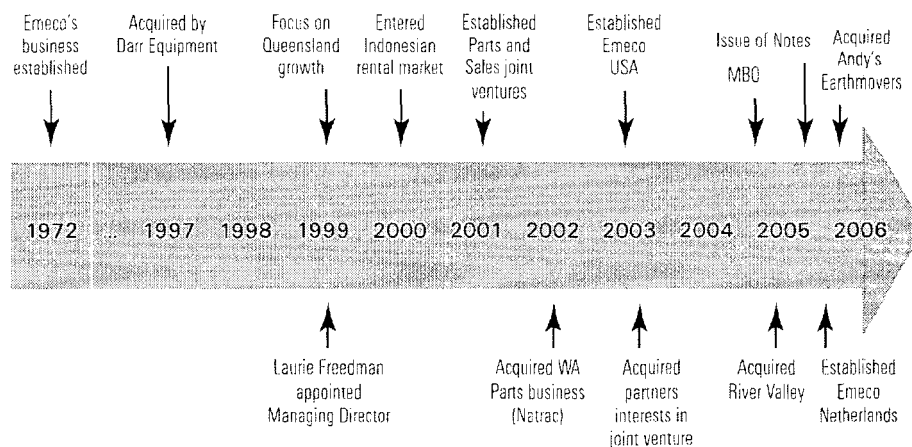 Emeco's
business
established
Acquired by
Darr Equipment
Focus on
Queensland
growth
Entered
Indonesian
rental market
Established
Parts and
Sales joint
ventures
Established
Emeco
USA
Issue of Notes
MBO
Acquired
Andy's
Earthmovers
1972 ... 1997 1998 1999 2000 2001 2002 2003 2004 2005 2006
Laurie Freedman
appointed
Managing Director
Acquired WA
Parts business
(Natrac)
Acquired
partners
interests in
joint venture
Acquired
River Valley
Established
Emeco
Netherlands